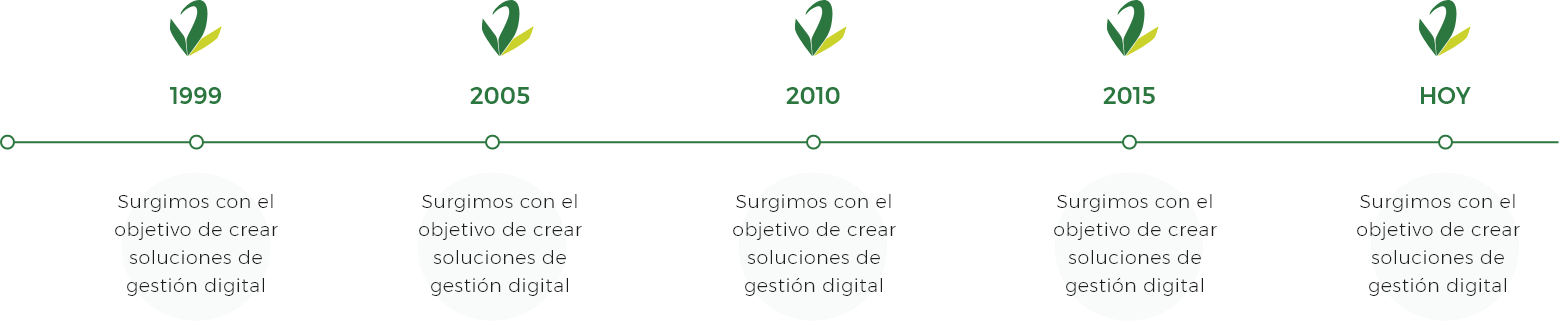 1999
2005
2010
2015
HOY
Surgimos con el
objetivo de crear
soluciones de
gestión digital
Surgimos con el
objetivo de crear
soluciones de
gestión digital
Surgimos con el
objetivo de crear
soluciones de
gestión digital
Surgimos con el
objetivo de crear
soluciones de
gestión digital
Surgimos con el
objetivo de crear
soluciones de
gestión digital